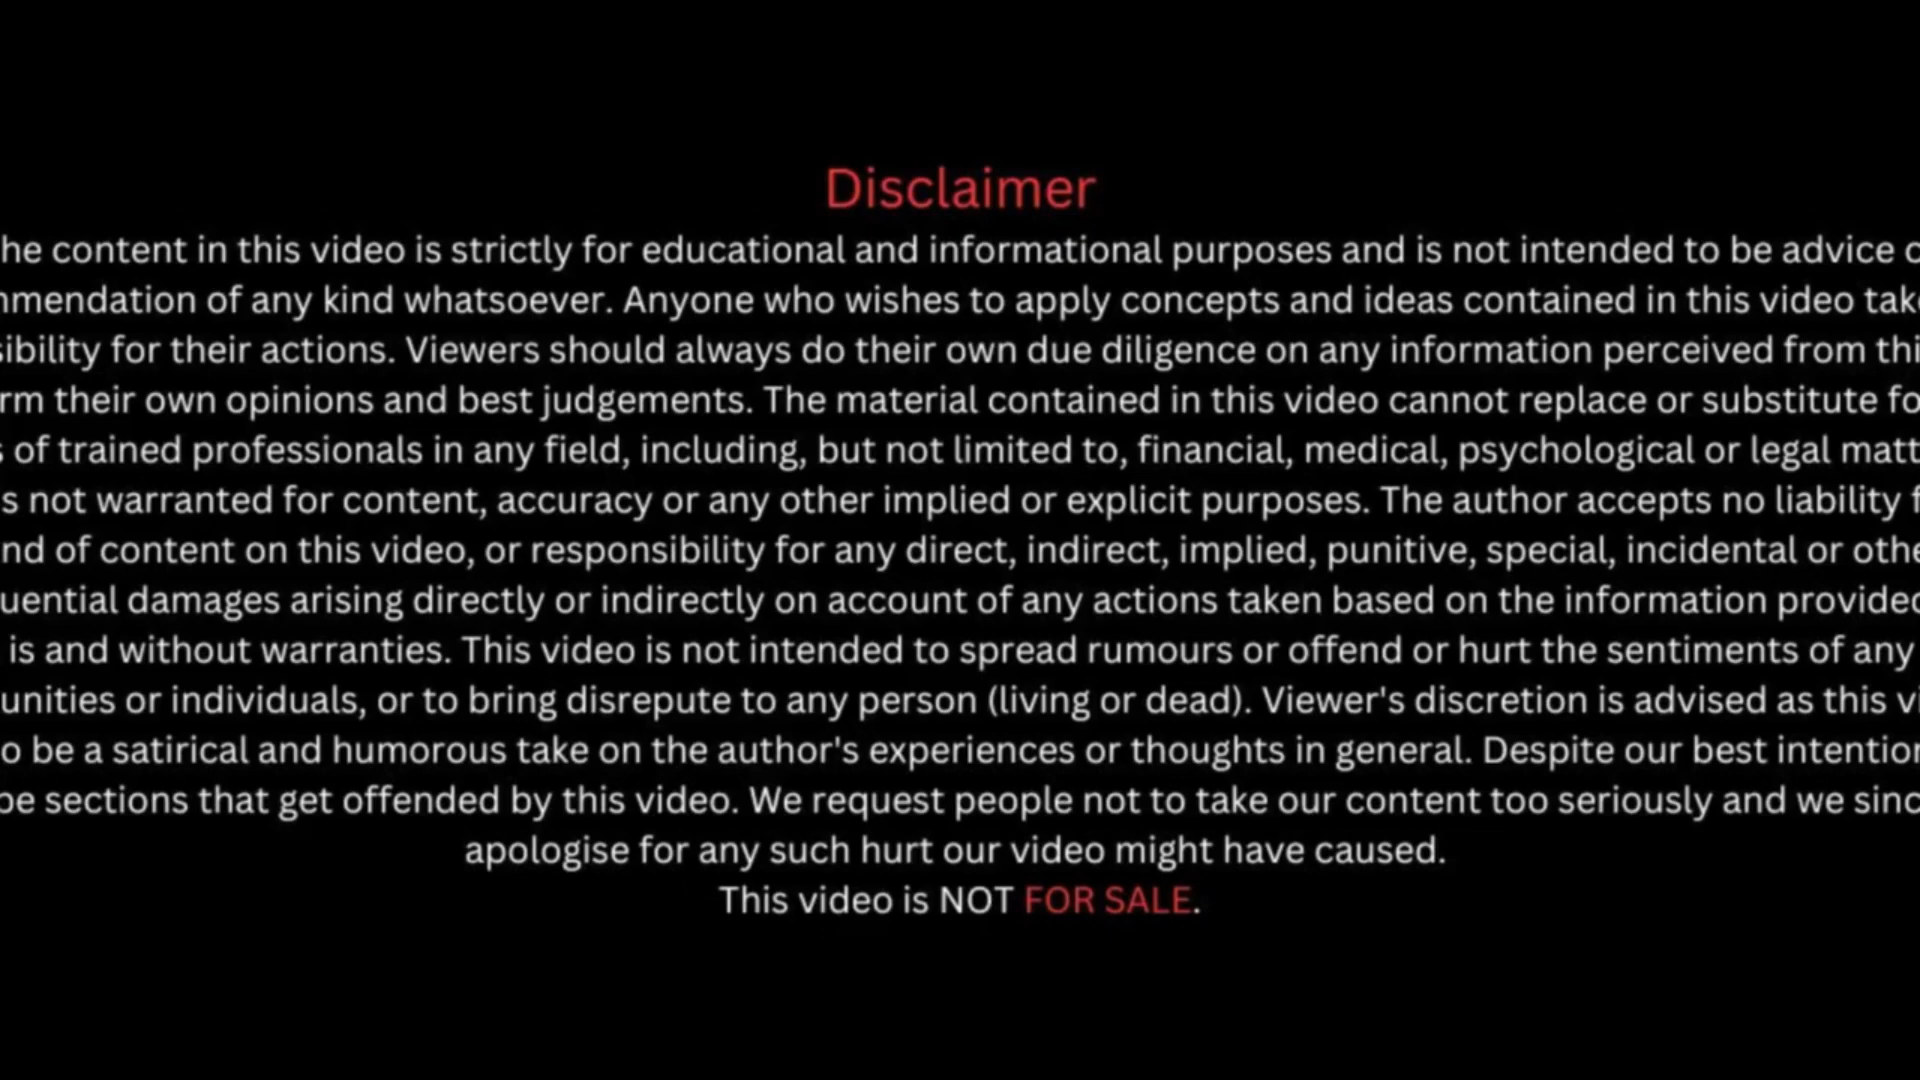 Disclaimer
he content in this video is strictly for educational and informational purposes and is not intended to be advice
mmendation of any kind whatsoever. Anyone who wishes to apply concepts and ideas contained in this video tak
sibility for their actions. Viewers should always do their own due diligence on any information perceived from thi
rm their own opinions and best judgements. The material contained in this video cannot replace or substitute fo
s of trained professionals in any field, including, but not limited to, financial, medical, psychological or legal matt
s not warranted for content, accuracy or any other implied or explicit purposes. The author accepts no liability f
nd of content on this video, or responsibility for any direct, indirect, implied, punitive, special, incidental or othe
uential damages arising directly or indirectly on account of any actions taken based on the information provided
is and without warranties. This video is not intended to spread rumours or offend or hurt the sentiments of any
unities or individuals, or to bring disrepute to any person (living or dead). Viewer's discretion is advised as this vi
o be a satirical and humorous take on the author's experiences or thoughts in general. Despite our best intention
be sections that get offended by this video. We request people not to take our content too seriously and we sinc
apologise for any such hurt our video might have caused.
This video is NOT FOR SALE.